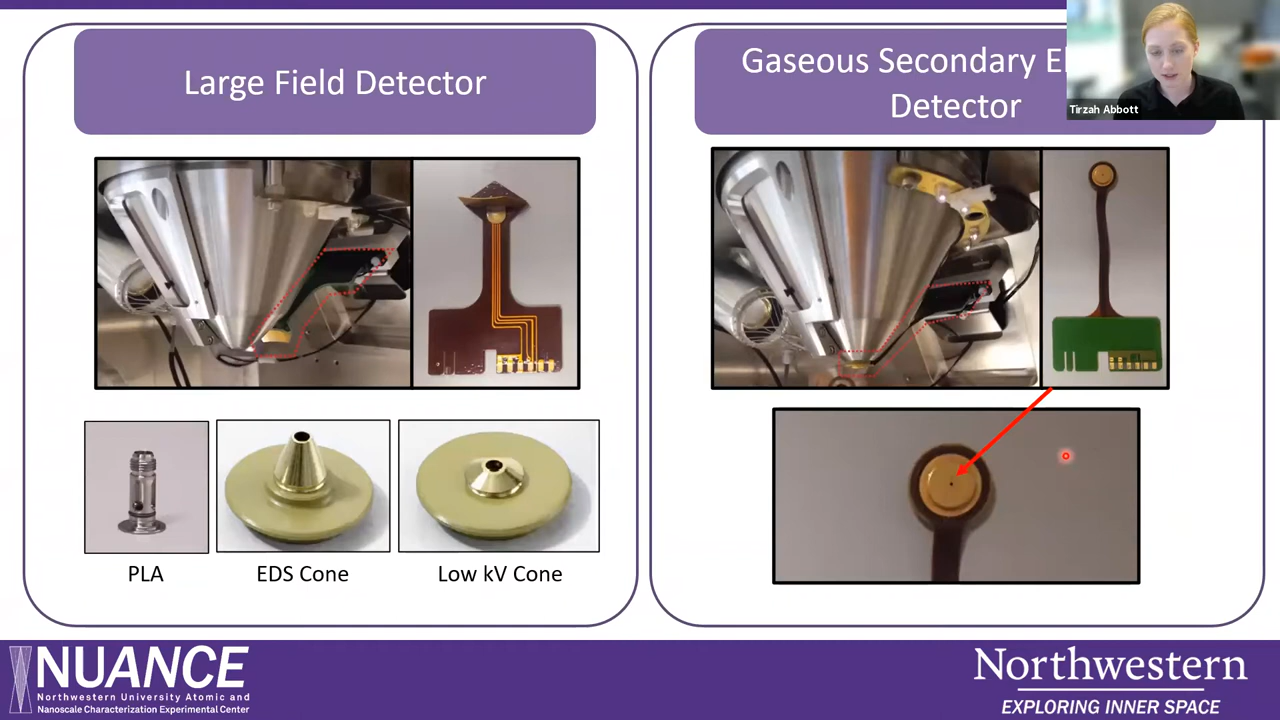 Large Field Detector
Gaseous Secondary
Detector
Tirzah Abbott
PLA
EDS Cone
Low kV Cone
NUANCE
Northwestern University Atomic and
Nanoscale Characterization Experimental Center
Northwestern
EXPLORING INNER SPACE